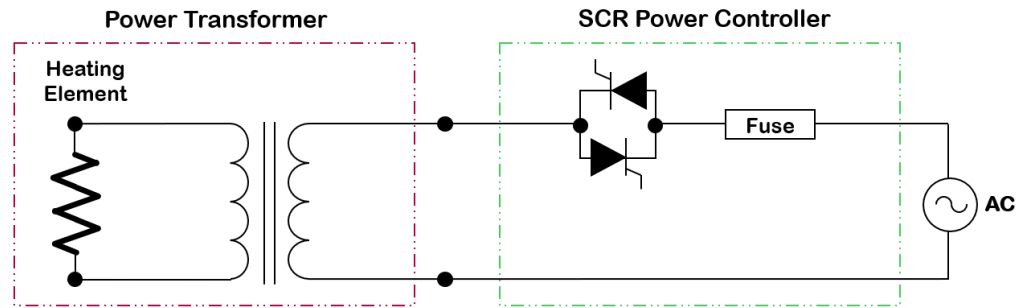 Power Transformer
SCR Power Controller
Heating
Element
Fuse
AC